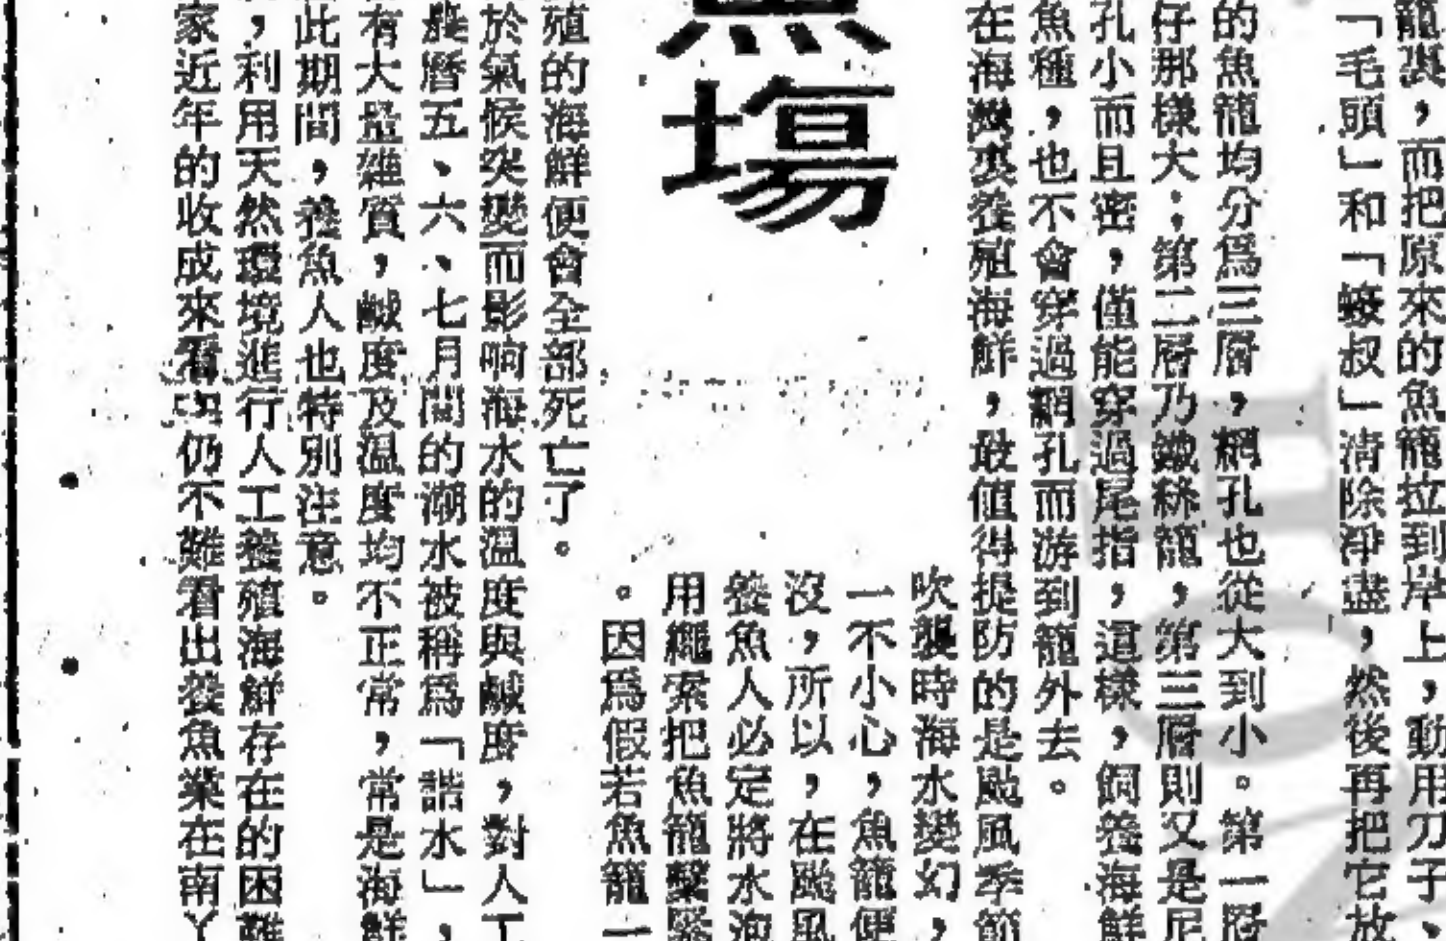 籠裏，而把原來的魚籠拉到岸上，動用刀子、
「毛頭」和「蠔叔」清除淨盡，然後再把它放
的魚籠均分爲三層，網孔也從大到小。第一層
仔那樣大；第二層乃鐵絲籠，第三層則又是尼
孔小而且密，僅能穿過尾指，這樣，飼養海鮮
魚種，也不會穿過網孔而游到籠外去。
在海灣裏養殖海鮮，最值得提防的是颱風季節
吹襲時海水變幻，
一不小心，魚籠便
沒，所以，在颱風
養魚人必定將水泡
用繩索把魚籠繫緊
。因爲假若魚籠一
魚塲
殖的海鮮便會全部死亡了。
於氣候突變而影响海水的溫度與鹹度，對人工
農曆五、六、七月間的潮水被稱爲「誥水」，
有大量雜質，鹹度及溫度均不正常，常是海鮮
此期間，養魚人也特別注意。
，利用天然環境進行人工養殖海鮮存在的困難
家近年的收成來看，仍不難看出養魚業在南丫